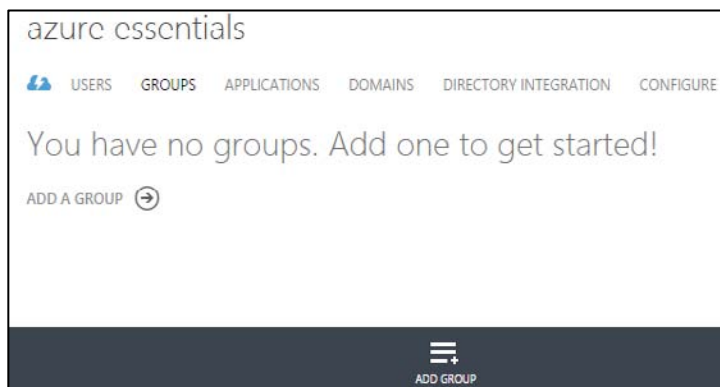 azure essentials
USERS GROUPS APPLICATIONS DOMAINS DIRECTORY INTEGRATION CONFIGURE
You have no groups. Add one to get started!
ADD A GROUP
ADD GROUP